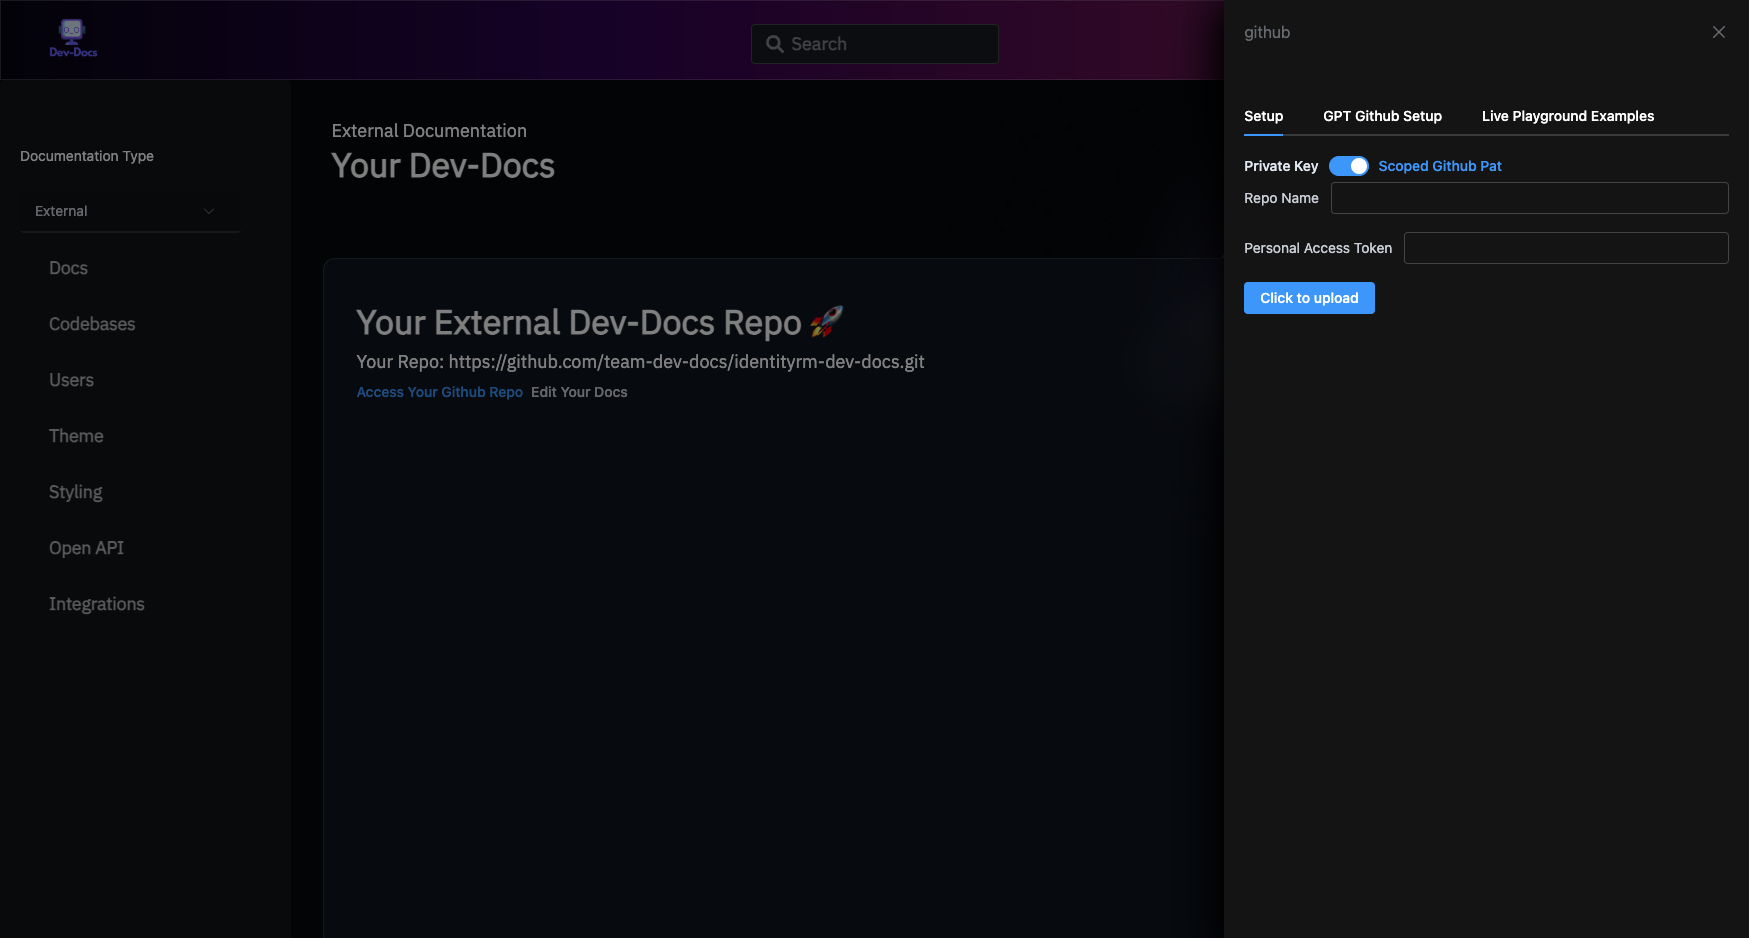 Dev-Docs
Search
Documentation Type
External
Docs
Codebases
Users
Theme
Styling
Open API
Integrations
External Documentation
Your Dev-Docs
Your External Dev-Docs Repo 🚀
Your Repo: https://github.com/team-dev-docs/identityrm-dev-docs.git
Access Your Github Repo Edit Your Docs
github
Setup GPT Github Setup Live Playground Examples
Private Key Scoped Github Pat
Repo Name
Personal Access Token
Click to upload